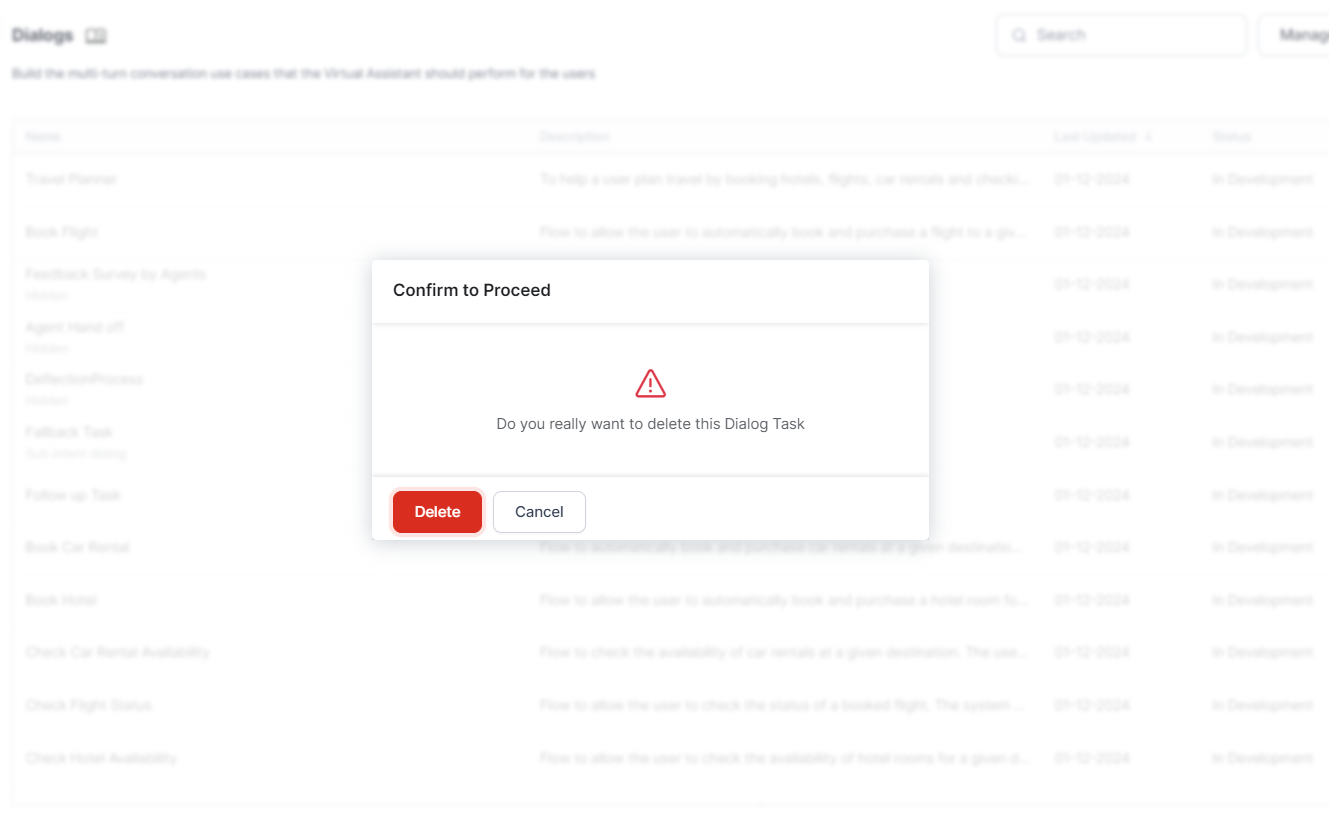 Dialogs
Search
Manag
Build the multi-turn conversation use cases that the Virtual Assistant should perform for the users
Name Description Last Updated ↓ Status
Travel Planner To help a user plan travel by booking hotels, flights, car rentals and checki... 01-12-2024 In Development
Book Flight Flow to allow the user to automatically book and purchase a flight to a giv... 01-12-2024 In Development
Feedback Survey by Agents 01-12-2024 In Development
Hidden
Agent Hand off 01-12-2024 In Development
Hidden
DeflectionProcess 01-12-2024 In Development
Hidden
Fallback Task 01-12-2024 In Development
Sub-intent dialog
Follow up Task 01-12-2024 In Development
Book Car Rental Flow to automatically book and purchase car rentals at a given destinatio... 01-12-2024 In Development
Book Hotel Flow to allow the user to automatically book and purchase a hotel room fo... 01-12-2024 In Development
Check Car Rental Availability Flow to check the availability of car rentals at a given destination. The use... 01-12-2024 In Development
Check Flight Status Flow to allow the user to check the status of a booked flight. The system ... 01-12-2024 In Development
Check Hotel Availability Flow to allow the user to check the availability of hotel rooms for a given d... 01-12-2024 In Development
Confirm to Proceed
Do you really want to delete this Dialog Task
Delete Cancel